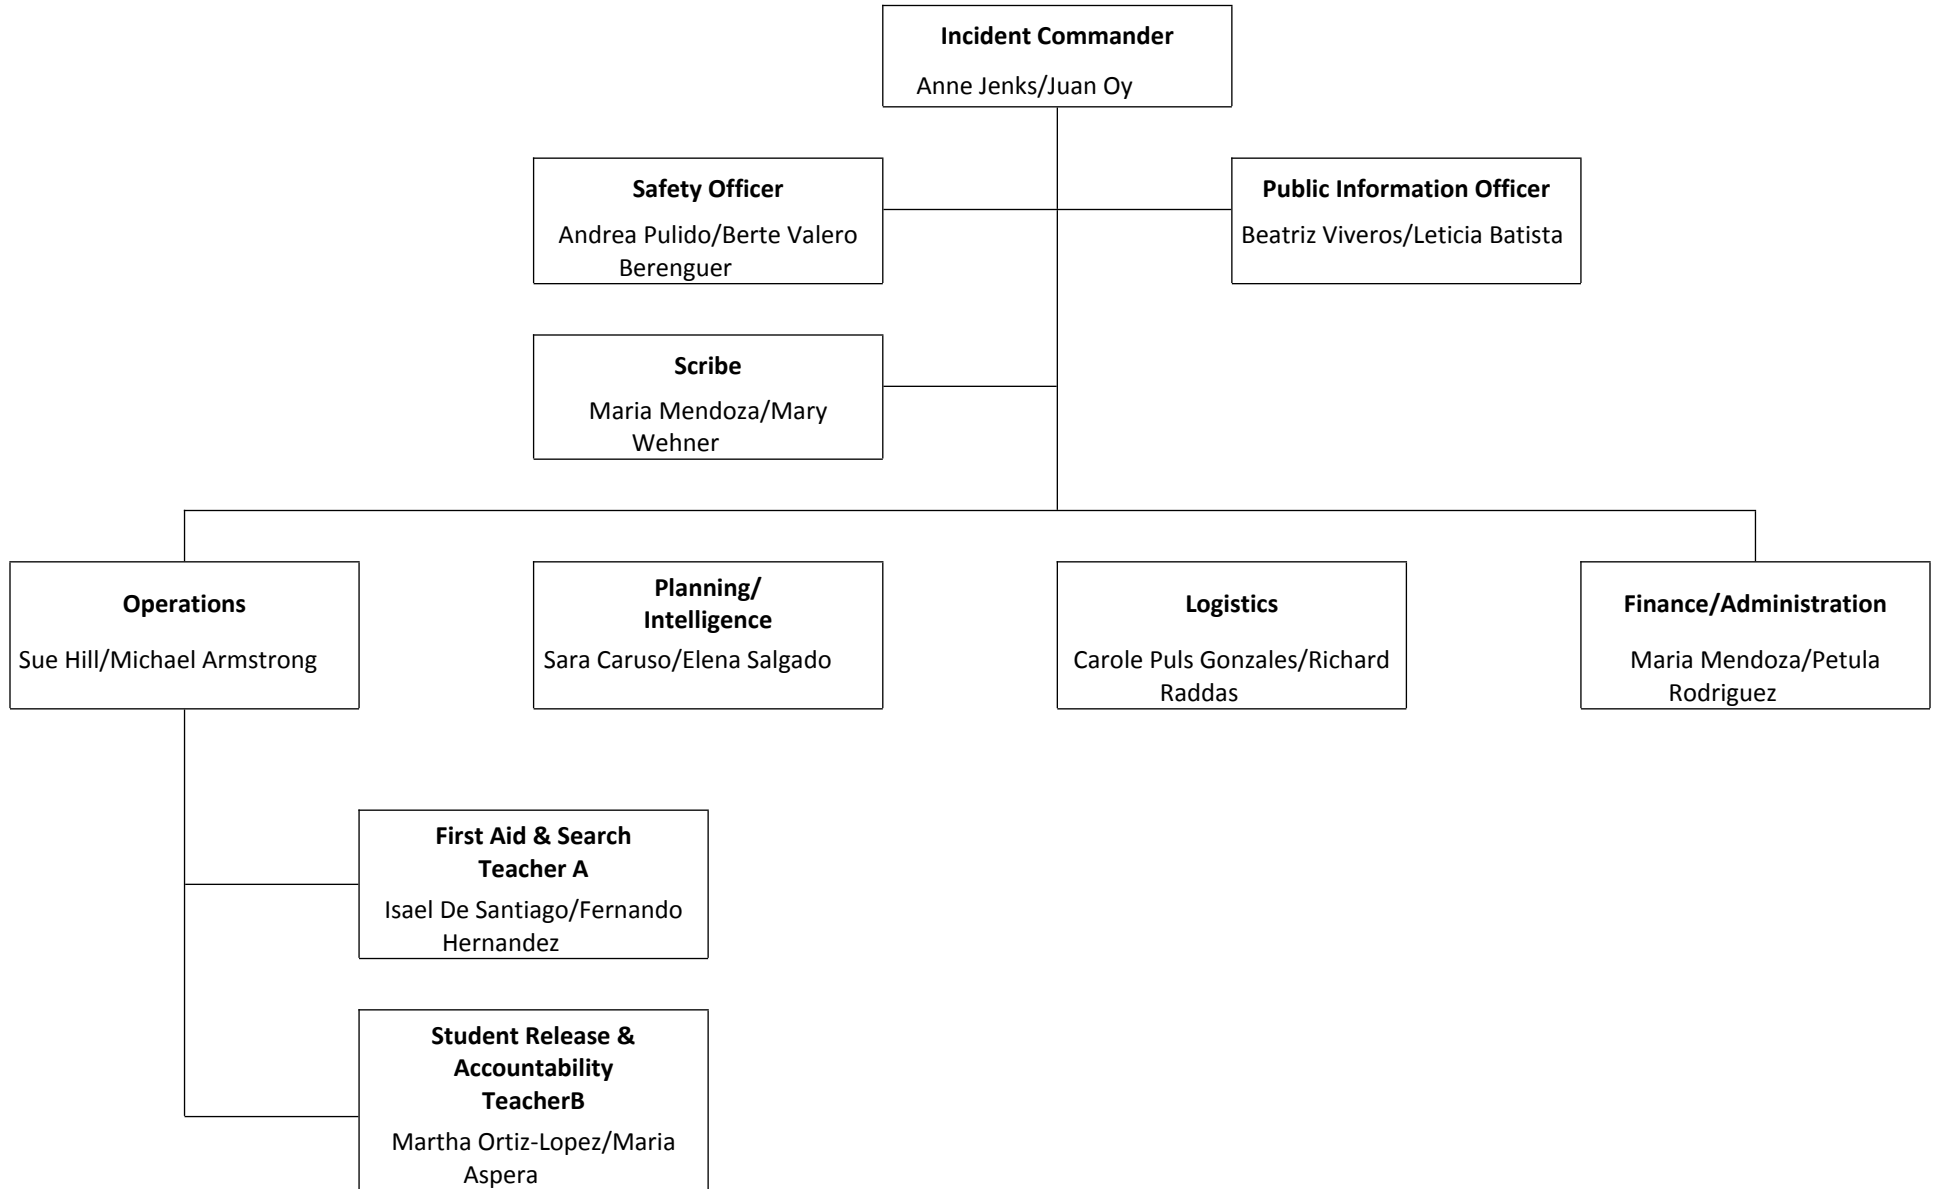 Incident Commander
Anne Jenks/Juan Oy
Safety Officer
Andrea Pulido/Berte Valero
Berenguer
Public Information Officer
Beatriz Viveros/Leticia Batista
Scribe
Maria Mendoza/Mary
Wehner
Operations
Sue Hill/Michael Armstrong
Planning/
Intelligence
Sara Caruso/Elena Salgado
Logistics
Carole Puls Gonzales/Richard
Raddas
Finance/Administration
Maria Mendoza/Petula
Rodriguez
First Aid & Search
Teacher A
Isael De Santiago/Fernando
Hernandez
Student Release &
Accountability
TeacherB
Martha Ortiz-Lopez/Maria
Aspera